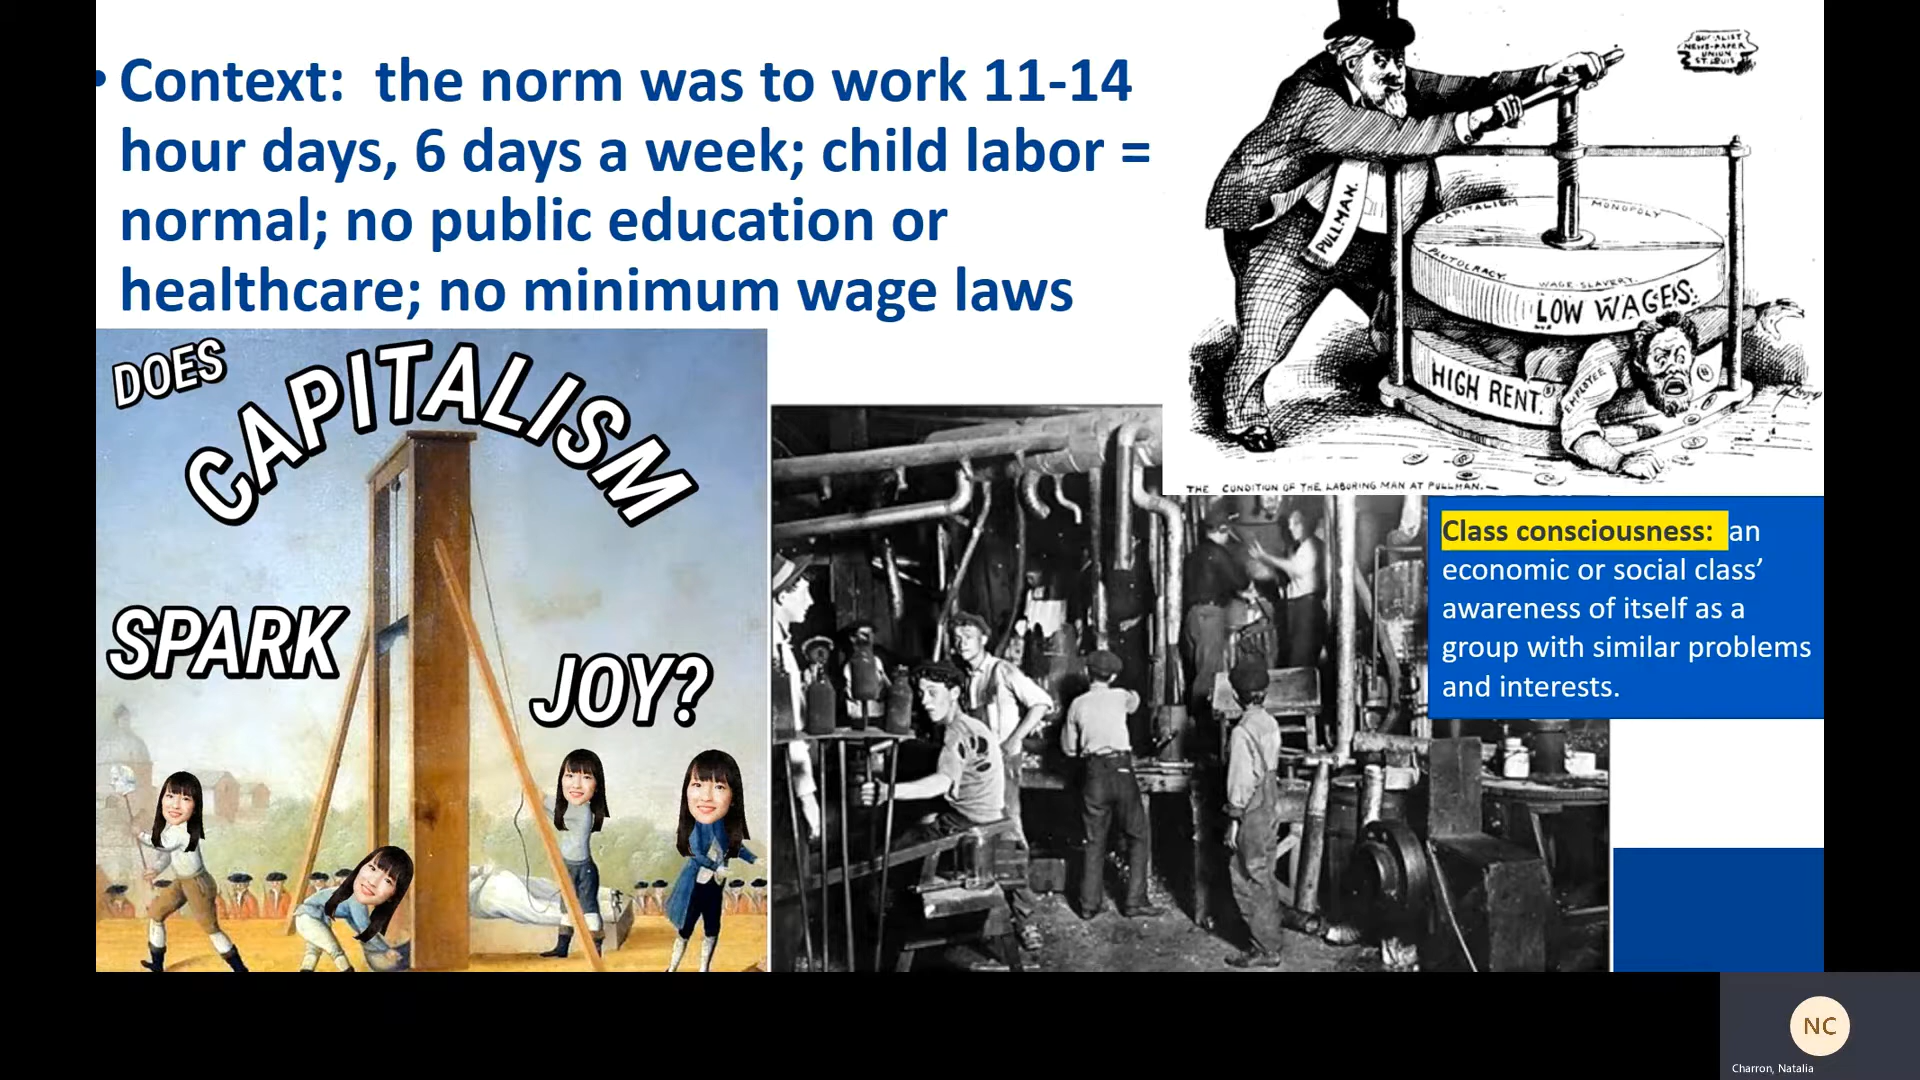 • Context:  the norm was to work 11-14
hour days, 6 days a week; child labor =
normal; no public education or
healthcare; no minimum wage laws
SOCIALIST
NEWS-PAPER
UNION
ST LOUIS
PULLMAN.
CAPITALISM
MONOPOLY
PLUTOCRACY.
WAGE SLAVERY.
LOW WAGES.
HIGH RENT.
EMPLOYEE
THE CONDITION OF THE LABORING MAN AT PULLMAN.
DOES
CAPITALISM
SPARK
JOY?
Class consciousness: an
economic or social class’
awareness of itself as a
group with similar problems
and interests.
NC
Charron, Natalia